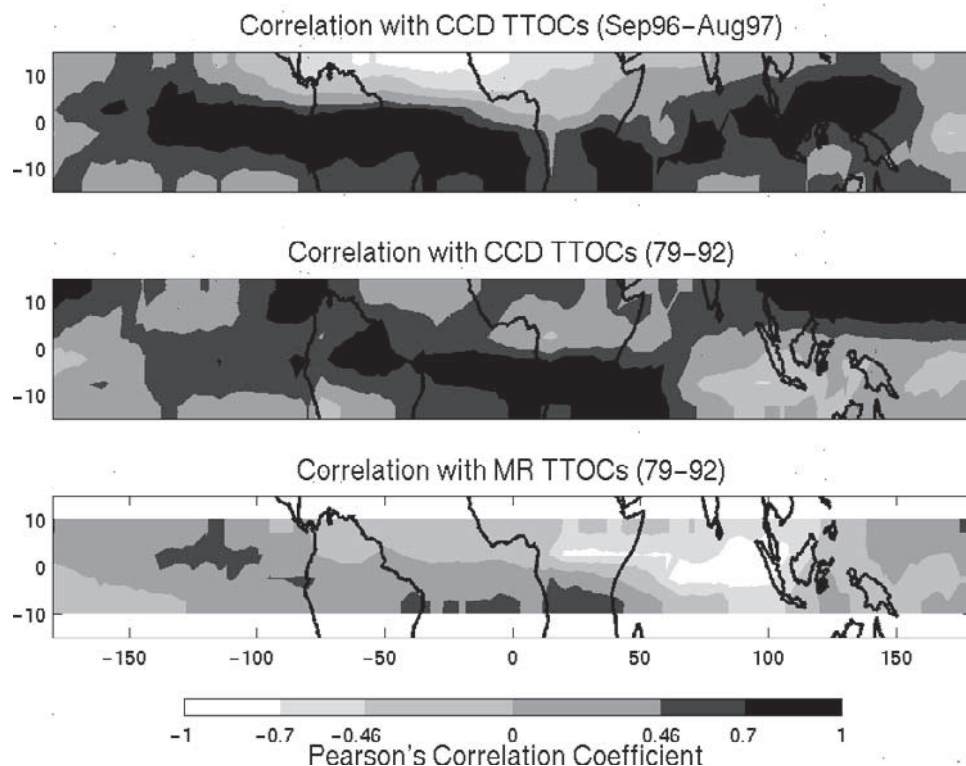 Correlation with CCD TTOCs (Sep96–Aug97)
10
0
−10
Correlation with CCD TTOCs (79–92)
10
0
−10
Correlation with MR TTOCs (79–92)
10
0
−10
−150 −100 −50 0 50 100 150
−1 −0.7 −0.46 0 0.46 0.7 1
Pearson's Correlation Coefficient